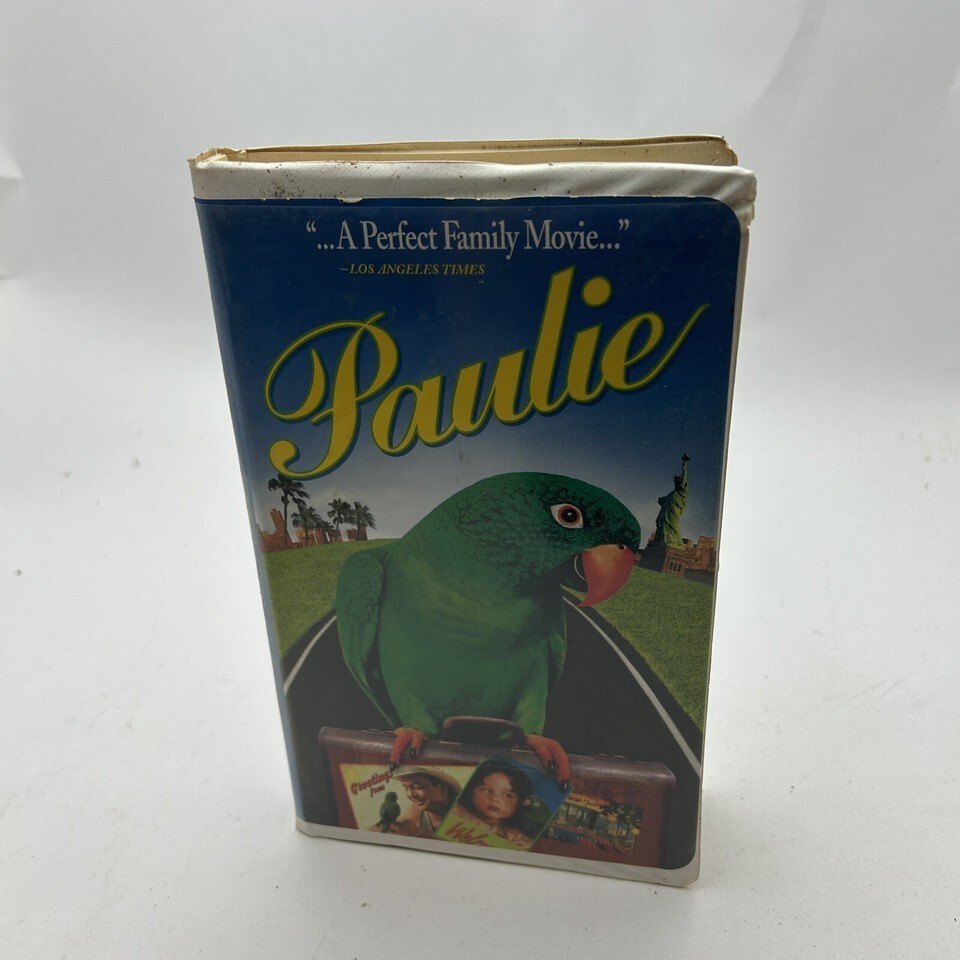 “...A Perfect Family Movie...”
–LOS ANGELES TIMES
Paulie
Greetings
from